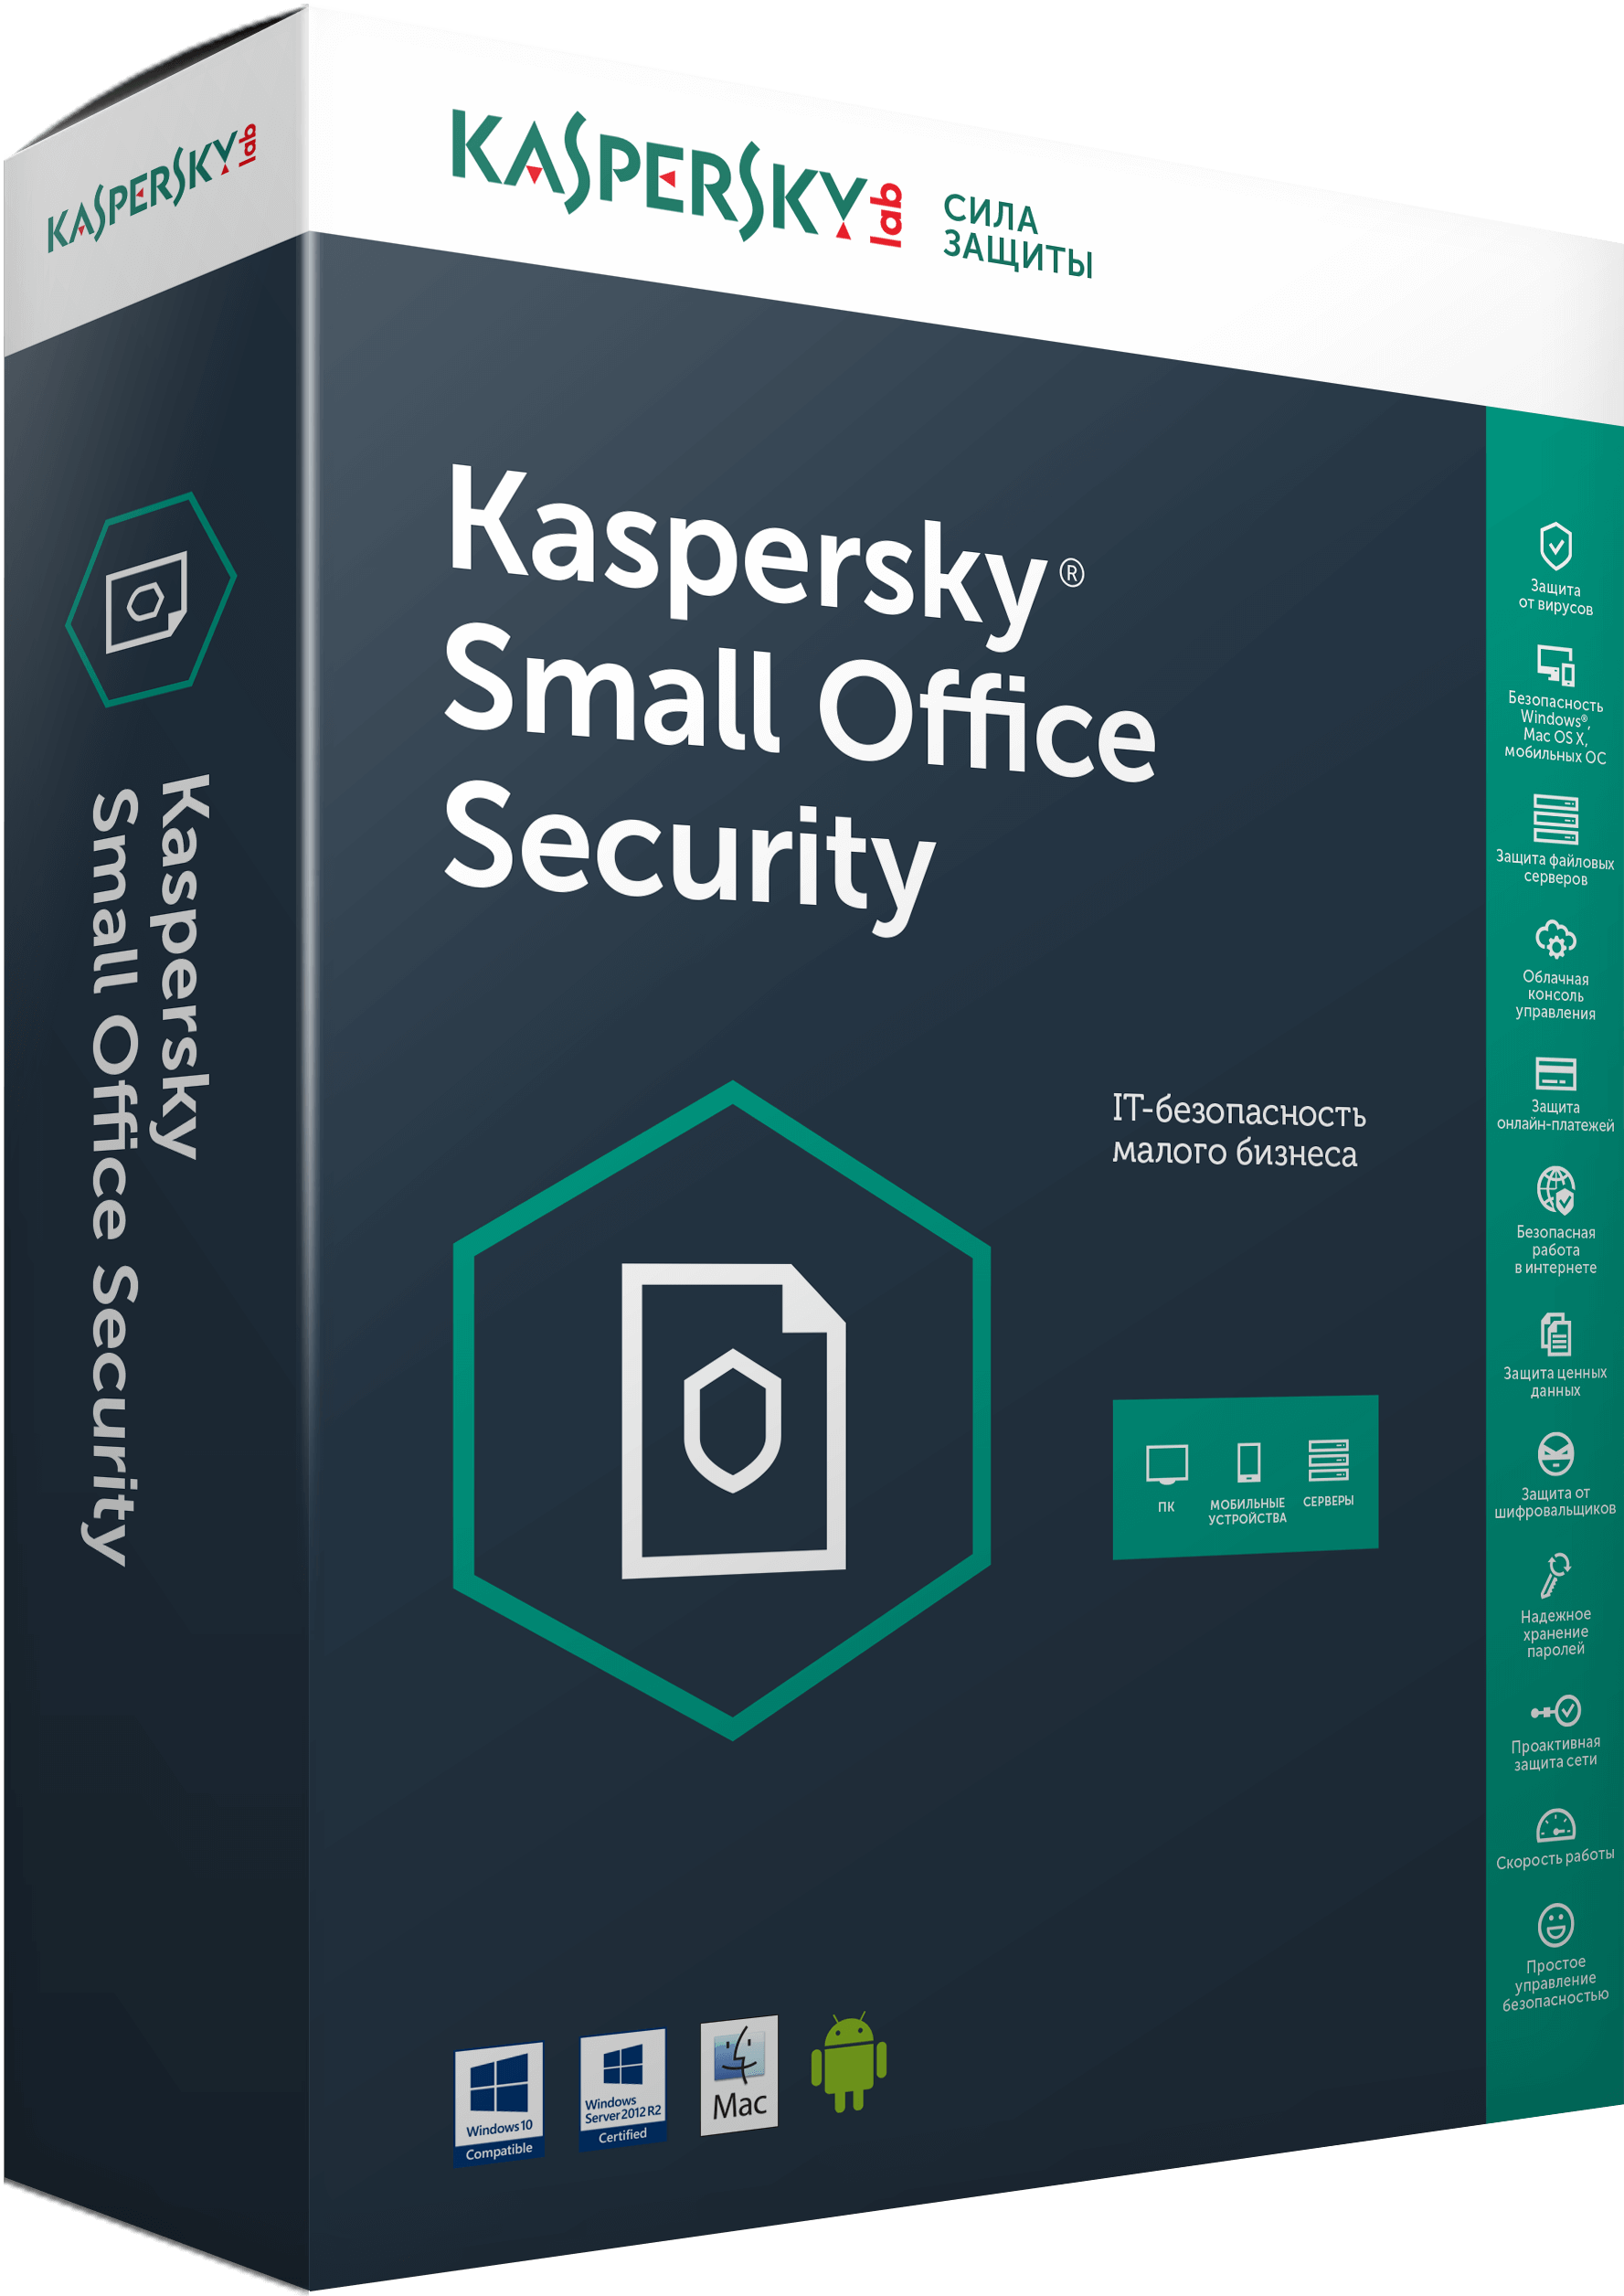 KASPERSKY lab
KASPERSKY lab
СИЛА
ЗАЩИТЫ
Kaspersky
Small Office Security
Kaspersky®
Small Office
Security
IT-безопасность
малого бизнеса
ПК
МОБИЛЬНЫЕ
УСТРОЙСТВА
СЕРВЕРЫ
Windows 10
Compatible
Windows
Server 2012 R2
Certified
Mac
Защита
от вирусов
Безопасность
Windows®,
Mac OS X,
мобильных ОС
Защита файловых
серверов
Облачная
консоль
управления
Защита
онлайн-платежей
Безопасная
работа
в интернете
Защита ценных
данных
Защита от
шифровальщиков
Надежное
хранение
паролей
Проактивная
защита сети
Скорость работы
Простое
управление
безопасностью